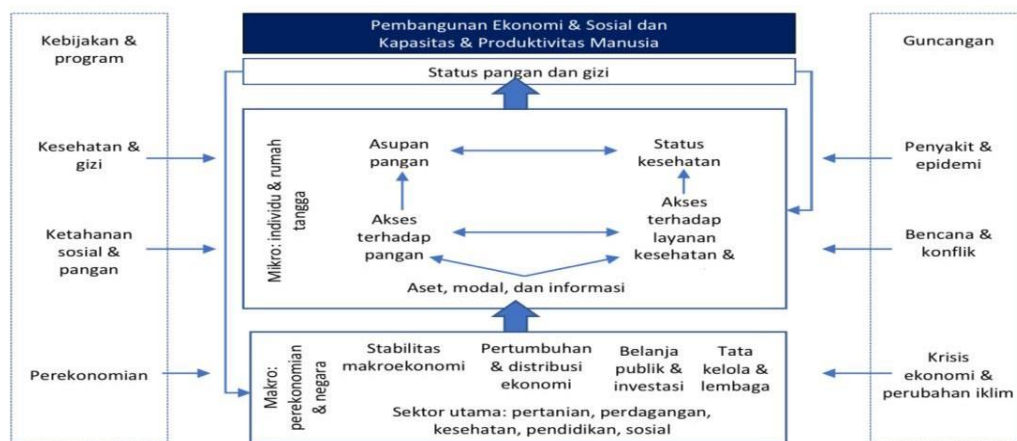 Pembangunan Ekonomi & Sosial dan
Kapasitas & Produktivitas Manusia
Status pangan dan gizi
Kebijakan &
program
Kesehatan &
gizi
Ketahanan
sosial &
pangan
Perekonomian
Mikro: individu & rumah
tangga
Asupan
pangan
Status
kesehatan
Akses
terhadap
pangan
Akses
terhadap
layanan
kesehatan &
Aset, modal, dan informasi
Makro:
perekonomian
& negara
Stabilitas
makroekonomi
Pertumbuhan
& distribusi
ekonomi
Belanja
publik &
investasi
Tata
kelola &
lembaga
Sektor utama: pertanian, perdagangan,
kesehatan, pendidikan, sosial
Guncangan
Penyakit &
epidemi
Bencana &
konflik
Krisis
ekonomi &
perubahan iklim